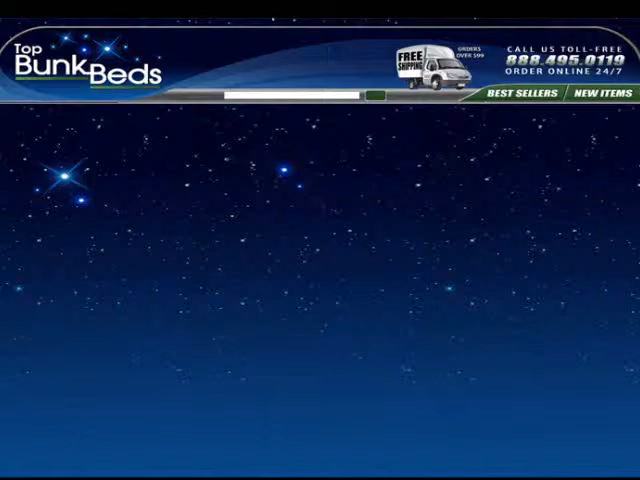 Top
BunkBeds
FREE
SHIPPING
ORDERS
OVER $99
CALL US TOLL-FREE
888.495.0119
ORDER ONLINE 24/7
BEST SELLERS
NEW ITEMS